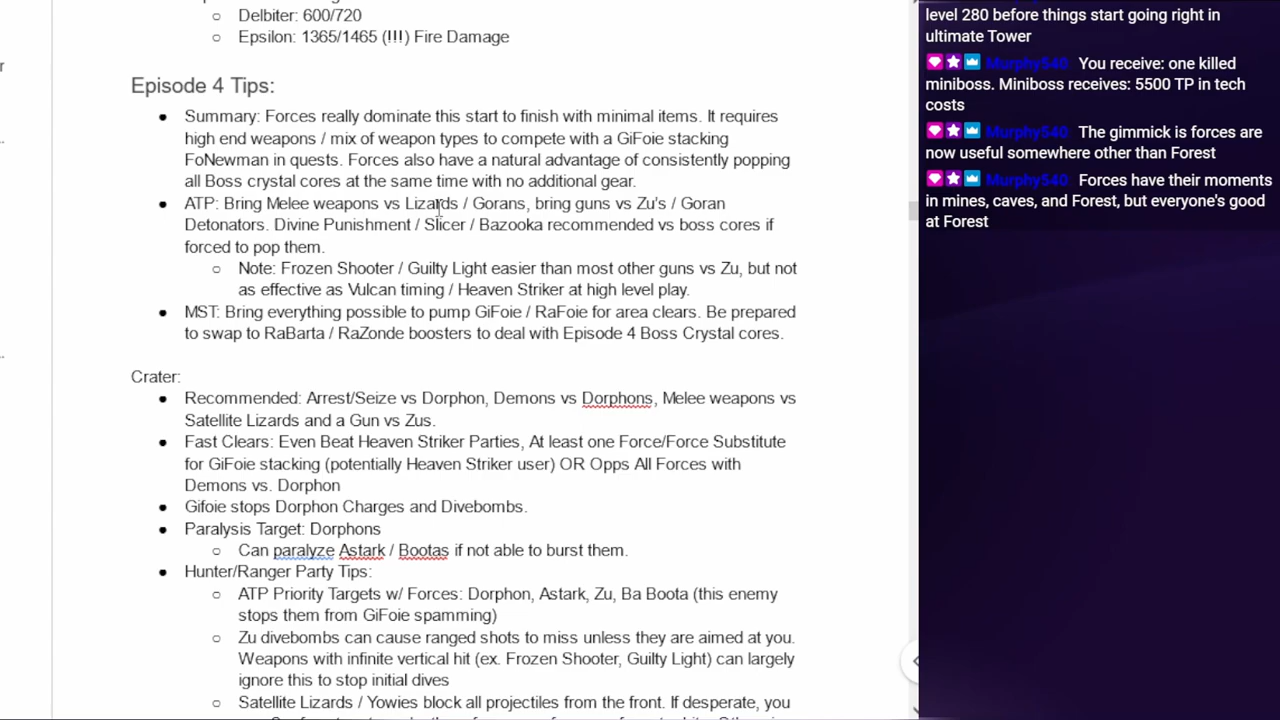 Delbiter: 600/720
Epsilon: 1365/1465 (!!!) Fire Damage
Episode 4 Tips:
Summary: Forces really dominate this start to finish with minimal items. It requires
high end weapons / mix of weapon types to compete with a GiFoie stacking
FoNewman in quests. Forces also have a natural advantage of consistently popping
all Boss crystal cores at the same time with no additional gear.
ATP: Bring Melee weapons vs Lizards / Gorans, bring guns vs Zu's / Goran
Detonators. Divine Punishment / Slicer / Bazooka recommended vs boss cores if
forced to pop them.
Note: Frozen Shooter / Guilty Light easier than most other guns vs Zu, but not
as effective as Vulcan timing / Heaven Striker at high level play.
MST: Bring everything possible to pump GiFoie / RaFoie for area clears. Be prepared
to swap to RaBarta / RaZonde boosters to deal with Episode 4 Boss Crystal cores.
Crater:
Recommended: Arrest/Seize vs Dorphon, Demons vs Dorphons, Melee weapons vs
Satellite Lizards and a Gun vs Zus.
Fast Clears: Even Beat Heaven Striker Parties, At least one Force/Force Substitute
for GiFoie stacking (potentially Heaven Striker user) OR Opps All Forces with
Demons vs. Dorphon
Gifoie stops Dorphon Charges and Divebombs.
Paralysis Target: Dorphons
Can paralyze Astark / Bootas if not able to burst them.
Hunter/Ranger Party Tips:
ATP Priority Targets w/ Forces: Dorphon, Astark, Zu, Ba Boota (this enemy
stops them from GiFoie spamming)
Zu divebombs can cause ranged shots to miss unless they are aimed at you.
Weapons with infinite vertical hit (ex. Frozen Shooter, Guilty Light) can largely
ignore this to stop initial dives
Satellite Lizards / Yowies block all projectiles from the front. If desperate, you
level 280 before things start going right in
ultimate Tower
Murphy540: You receive: one killed
miniboss. Miniboss receives: 5500 TP in tech
costs
Murphy540: The gimmick is forces are
now useful somewhere other than Forest
Murphy540: Forces have their moments
in mines, caves, and Forest, but everyone's good
at Forest